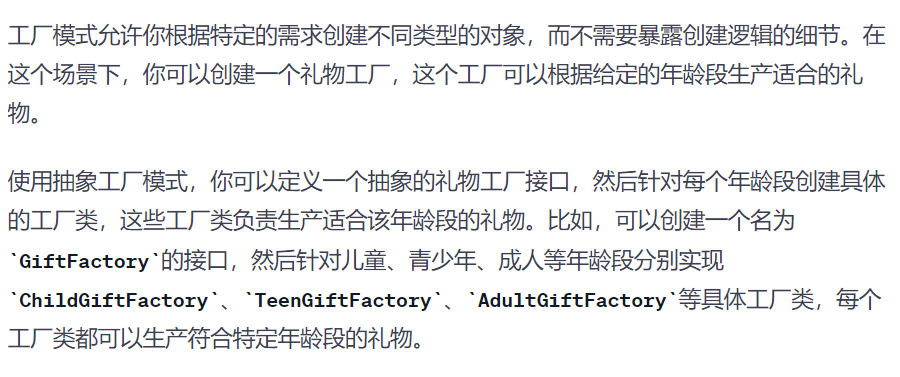 工厂模式允许你根据特定的需求创建不同类型的对象，而不需要暴露创建逻辑的细节。在
这个场景下，你可以创建一个礼物工厂，这个工厂可以根据给定的年龄段生产适合的礼
物。
使用抽象工厂模式，你可以定义一个抽象的礼物工厂接口，然后针对每个年龄段创建具体
的工厂类，这些工厂类负责生产适合该年龄段的礼物。比如，可以创建一个名为
`GiftFactory`的接口，然后针对儿童、青少年、成人等年龄段分别实现
`ChildGiftFactory`、`TeenGiftFactory`、`AdultGiftFactory`等具体工厂类，每个
工厂类都可以生产符合特定年龄段的礼物。